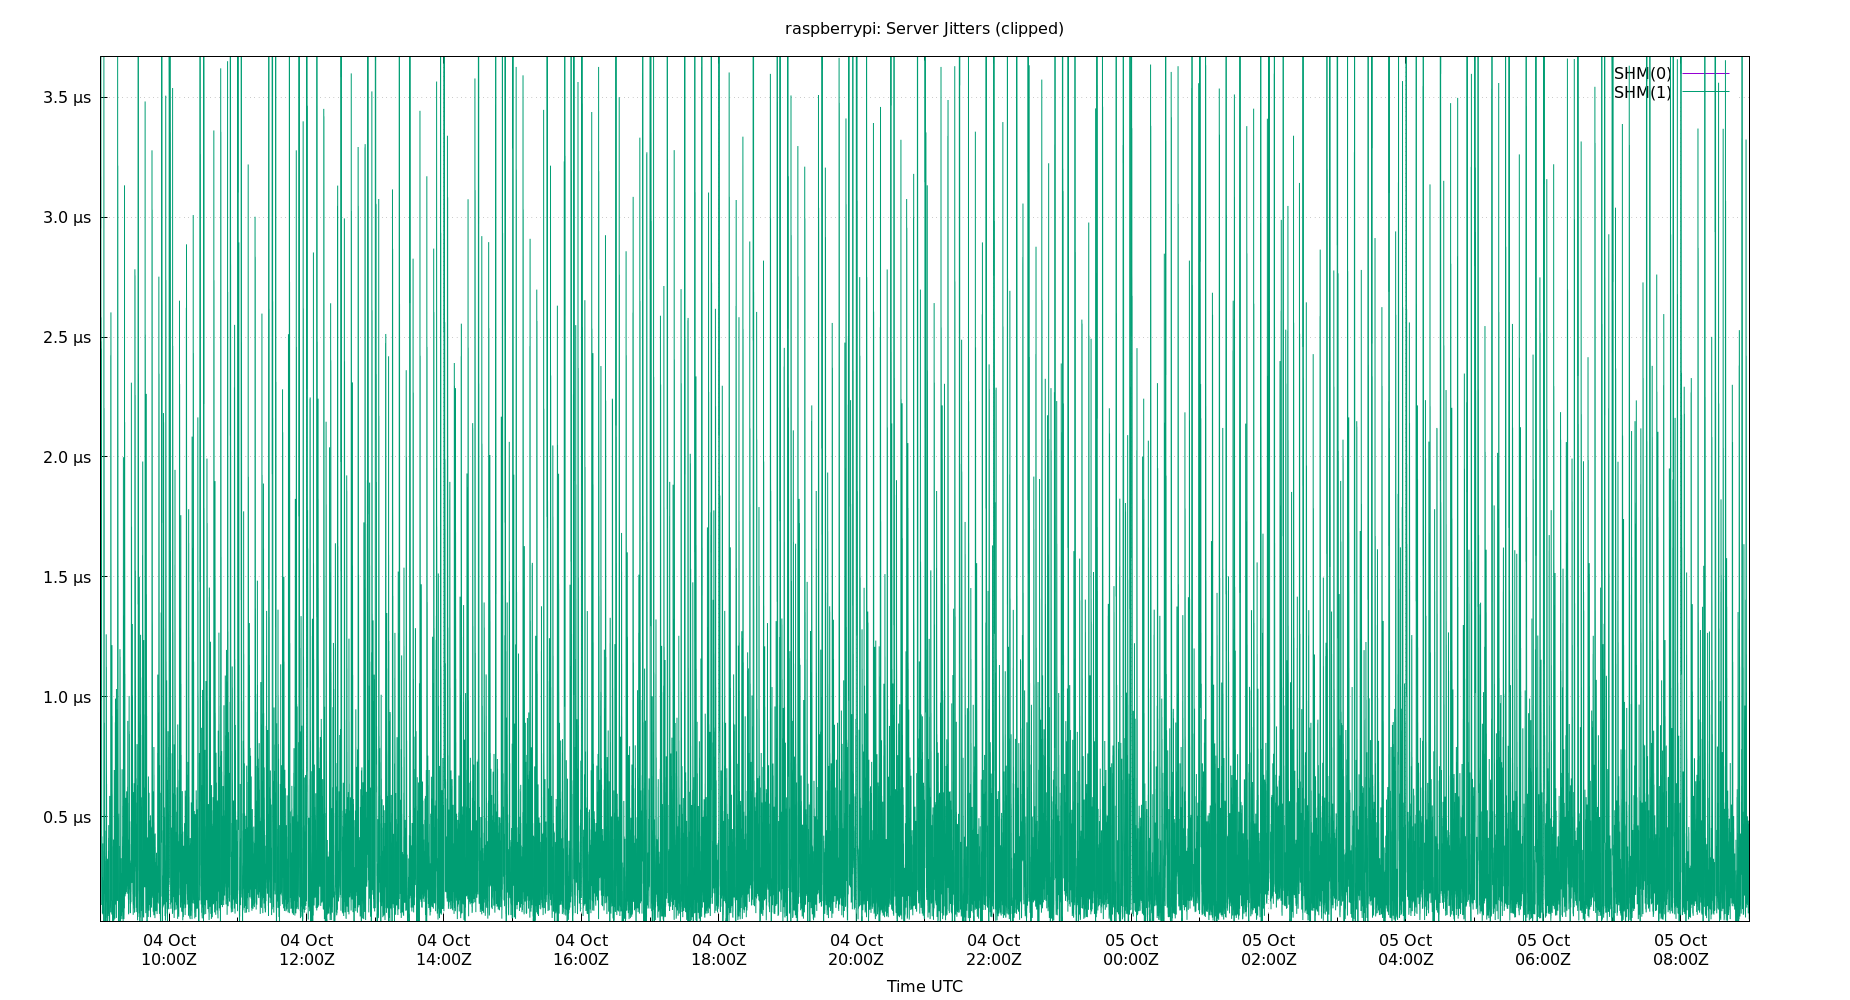 raspberrypi: Server Jitters (clipped)
SHM(0)
SHM(1)
3.5 µs
3.0 µs
2.5 µs
2.0 µs
1.5 µs
1.0 µs
0.5 µs
04 Oct 04 Oct 04 Oct 04 Oct 04 Oct 04 Oct 04 Oct 05 Oct 05 Oct 05 Oct 05 Oct 05 Oct
10:00Z 12:00Z 14:00Z 16:00Z 18:00Z 20:00Z 22:00Z 00:00Z 02:00Z 04:00Z 06:00Z 08:00Z
Time UTC